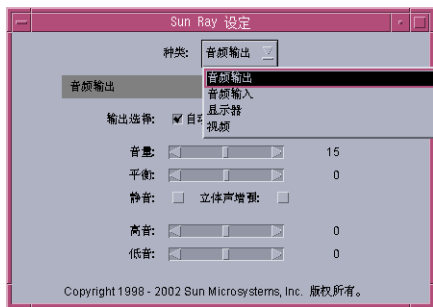 Sun Ray 设定
种类: 音频输出
音频输出
音频输入
显示器
视频
音频输出
输出选择: 自
音量: 15
平衡: 0
静音: 立体声增强:
高音: 0
低音: 0
Copyright 1998 - 2002 Sun Microsystems, Inc. 版权所有。